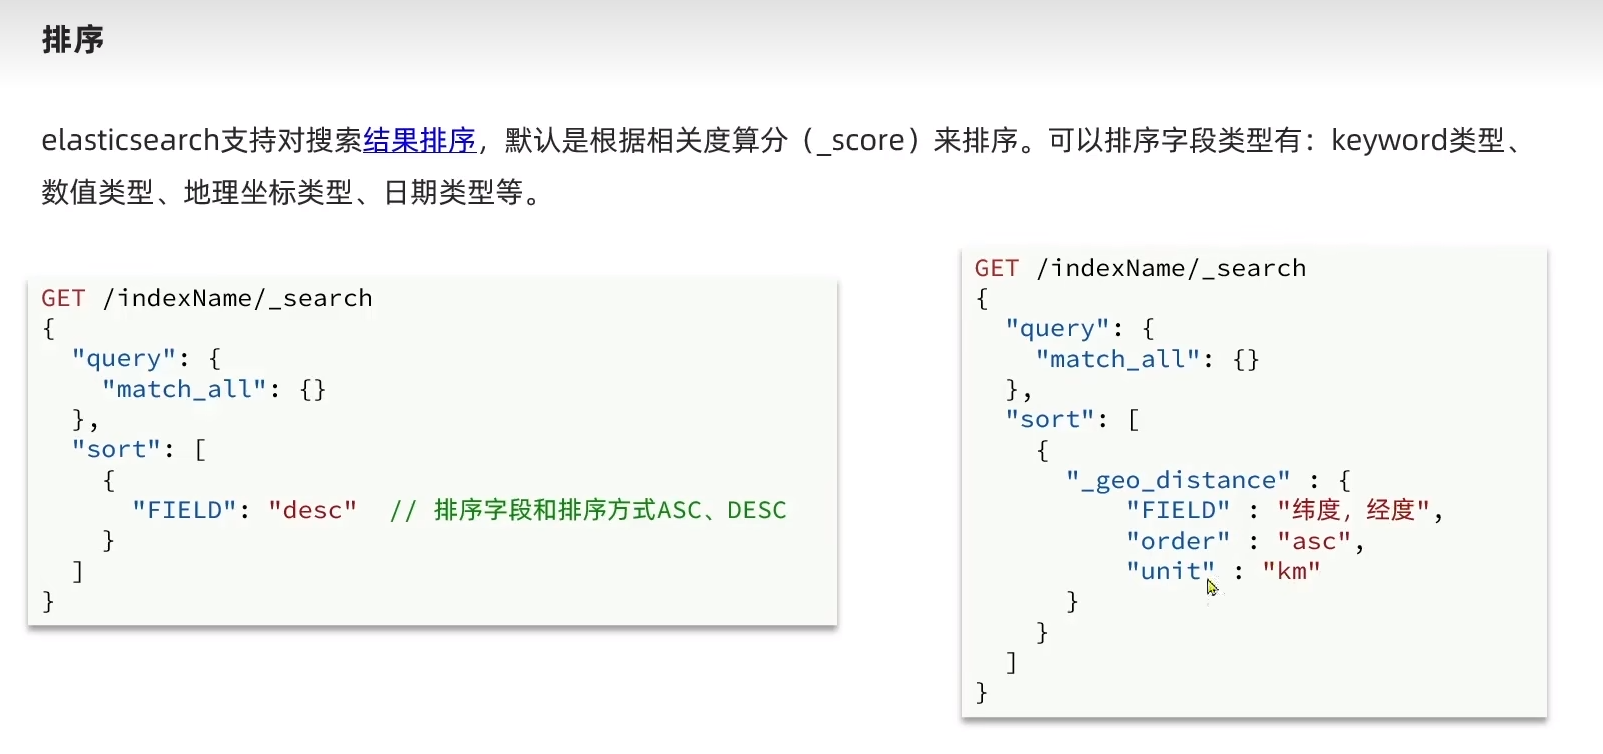 排序
elasticsearch支持对搜索结果排序，默认是根据相关度算分（_score）来排序。可以排序字段类型有：keyword类型、
数值类型、地理坐标类型、日期类型等。
GET /indexName/_search
{
  "query": {
    "match_all": {}
  },
  "sort": [
    {
      "FIELD": "desc"  // 排序字段和排序方式ASC、DESC
    }
  ]
}
GET /indexName/_search
{
  "query": {
    "match_all": {}
  },
  "sort": [
    {
      "_geo_distance" : {
          "FIELD" : "纬度，经度",
          "order" : "asc",
          "unit" : "km"
      }
    }
  ]
}